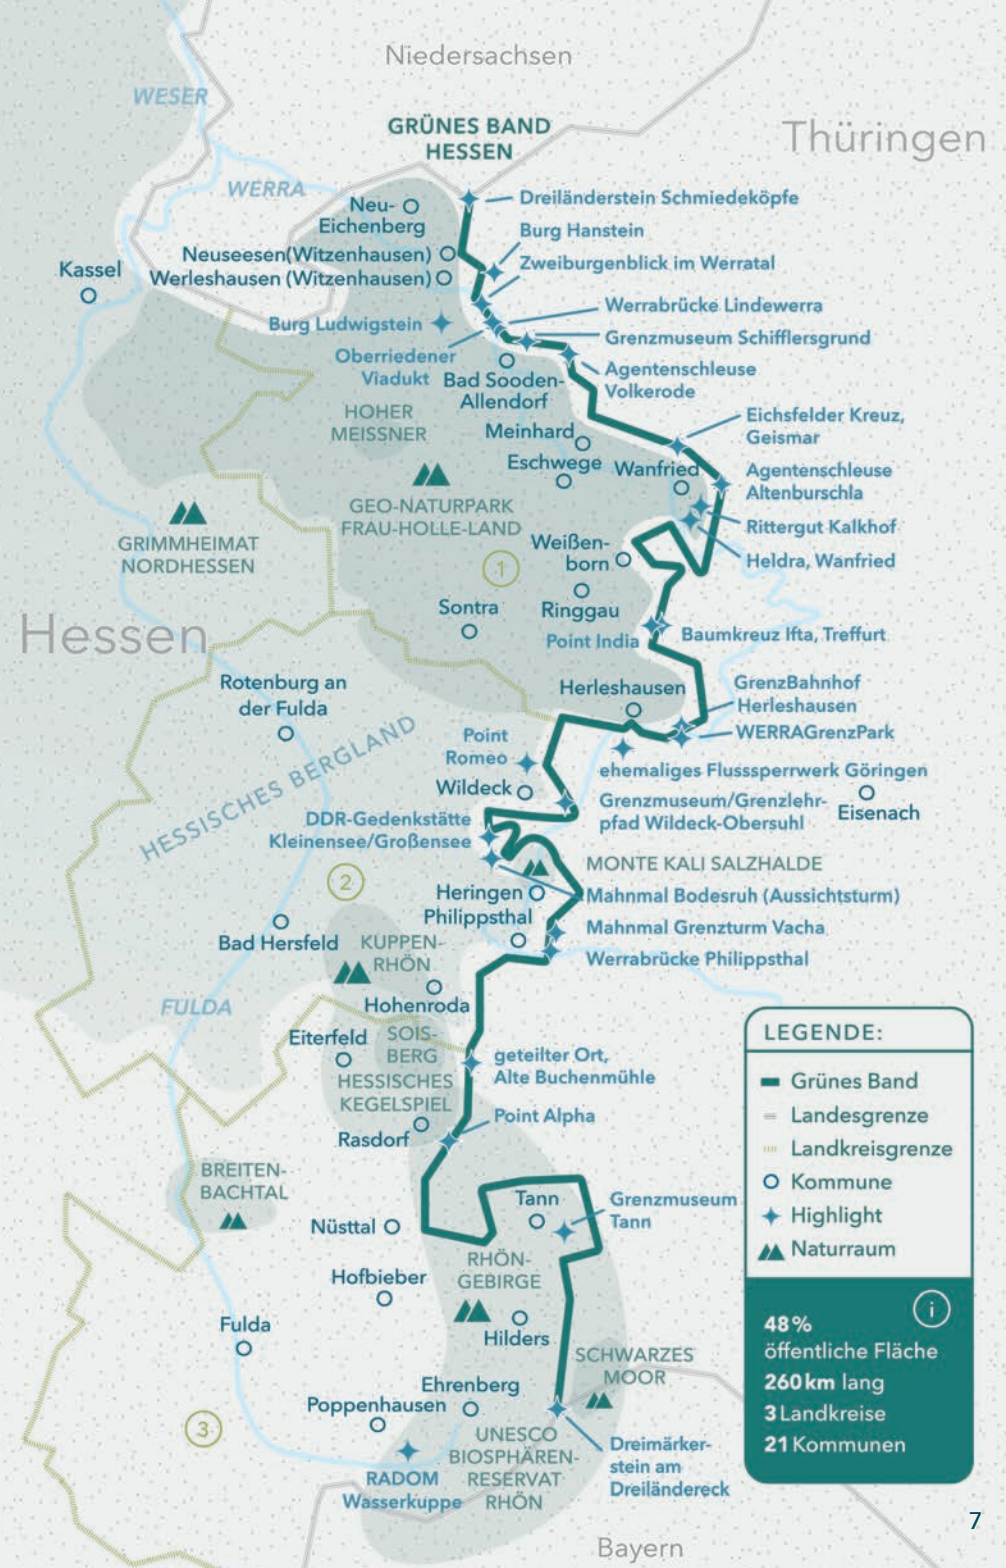 Niedersachsen
WESER
GRÜNES BAND
HESSEN
Thüringen
WERRA
Dreiländerstein Schmiedeköpfe
Neu-
Eichenberg
Burg Hanstein
Neuseesen(Witzenhausen)
Zweiburgenblick im Werratal
Kassel
Werleshausen (Witzenhausen)
Werrabrücke Lindewerra
Burg Ludwigstein
Grenzmuseum Schifflersgrund
Oberriedener
Viadukt
Agentenschleuse
Volkerode
Bad Sooden-
Allendorf
HOHER
MEISSNER
Eichsfelder Kreuz,
Geismar
Meinhard
Eschwege
Wanfried
Agentenschleuse
Altenburschla
GEO-NATURPARK
FRAU-HOLLE-LAND
Rittergut Kalkhof
GRIMMHEIMAT
NORDHESSEN
Weißen-
born
Heldra, Wanfried
1
Ringgau
Sontra
Hessen
Point India
Baumkreuz Ifta, Treffurt
Rotenburg an
der Fulda
Herleshausen
GrenzBahnhof
Herleshausen
WERRAGrenzPark
Point
Romeo
HESSISCHES BERGLAND
ehemaliges Flusssperrwerk Göringen
Wildeck
Eisenach
Grenzmuseum/Grenzlehr-
pfad Wildeck-Obersuhl
DDR-Gedenkstätte
Kleinensee/Großensee
MONTE KALI SALZHALDE
2
Heringen
Mahnmal Bodesruh (Aussichtsturm)
Philippsthal
Mahnmal Grenzturm Vacha
Bad Hersfeld
KUPPEN-
RHÖN
Werrabrücke Philippsthal
Hohenroda
FULDA
Eiterfeld
SOIS-
BERG
geteilter Ort,
Alte Buchenmühle
HESSISCHES
KEGELSPIEL
Point Alpha
Rasdorf
BREITEN-
BACHTAL
Tann
Grenzmuseum
Tann
Nüsttal
RHÖN-
GEBIRGE
Hofbieber
Fulda
Hilders
SCHWARZES
MOOR
Ehrenberg
Poppenhausen
3
UNESCO
BIOSPHÄREN-
RESERVAT
RHÖN
RADOM
Wasserkuppe
Dreimärker-
stein am
Dreiländereck
Bayern
LEGENDE:
Grünes Band
Landesgrenze
Landkreisgrenze
Kommune
Highlight
Naturraum
i
48%
öffentliche Fläche
260km lang
3 Landkreise
21 Kommunen
7